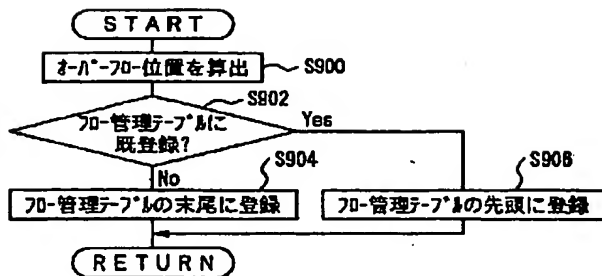 START
ｵｰﾊﾞｰﾌﾛｰ位置を算出
S900
S902
ﾌﾛｰ管理ﾃｰﾌﾞﾙに
既登録?
Yes
No
S904
S906
ﾌﾛｰ管理ﾃｰﾌﾞﾙの末尾に登録
ﾌﾛｰ管理ﾃｰﾌﾞﾙの先頭に登録
RETURN